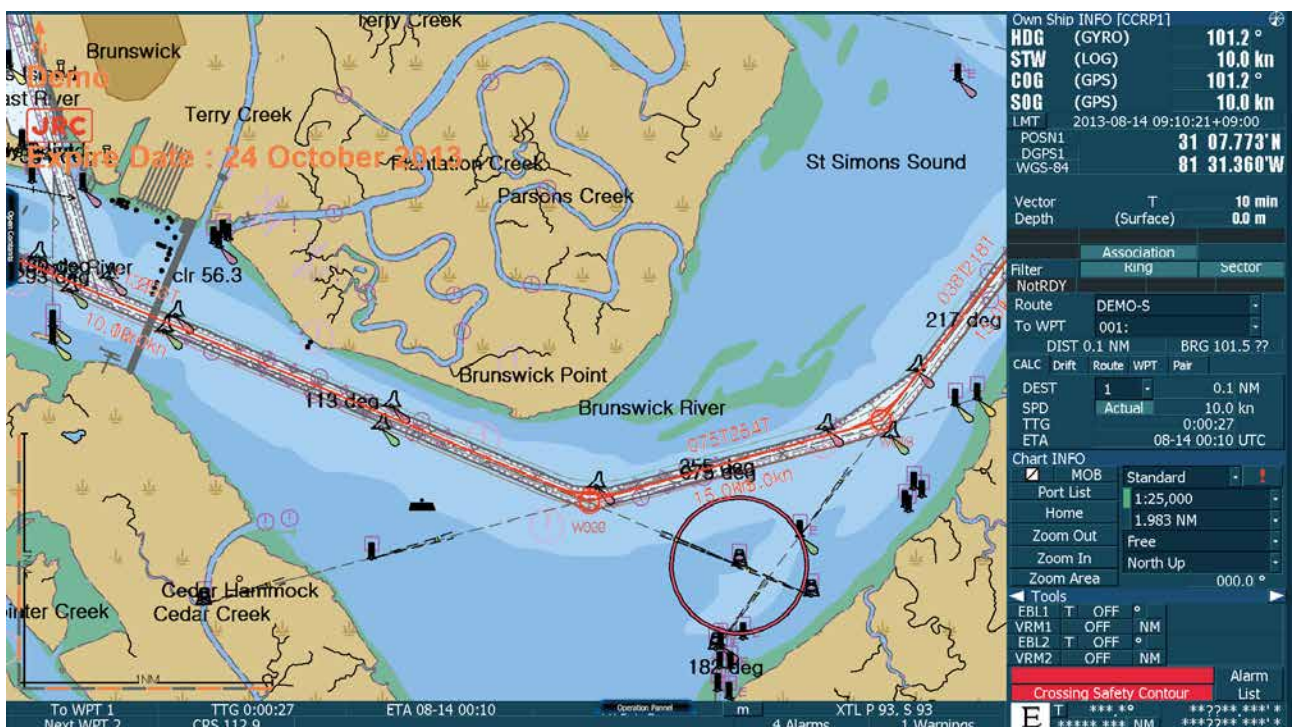 Terry Creek
Brunswick
Demo
ast River
JRC
Terry Creek
Expire Date : 24 October 2013
Plantation Creek
St Simons Sound
Parsons Creek
River
clr 56.3
217 deg
Brunswick Point
Brunswick River
113 deg
075T264T
075 deg
Cedar Hammock
Cedar Creek
inter Creek
182 deg
1NM
Open Contents
Own Ship INFO [CCRP1]
HDG (GYRO) 101.2 °
STW (LOG) 10.0 kn
COG (GPS) 101.2 °
SOG (GPS) 10.0 kn
LMT 2013-08-14 09:10:21+09:00
POSN1 31 07.773'N
DGPS1
WGS-84 81 31.360'W
Vector T 10 min
Depth (Surface) 0.0 m
Association
Filter Ring Sector
NotRDY
Route DEMO-S
To WPT 001:
DIST 0.1 NM BRG 101.5 ??
CALC Drift Route WPT Pair
DEST 1 0.1 NM
SPD Actual 10.0 kn
TTG 0:00:27
ETA 08-14 00:10 UTC
Chart INFO
MOB Standard !
Port List 1:25,000
Home 1.983 NM
Zoom Out Free
Zoom In North Up
Zoom Area 000.0 °
Tools
EBL1 T OFF °
VRM1 OFF NM
EBL2 T OFF °
VRM2 OFF NM
Alarm
Crossing Safety Contour List
To WPT 1 TTG 0:00:27 ETA 08-14 00:10 Operation Pannel m XTL P 93, S 93
Next WPT 2 CRS 112.9 4 Alarms 1 Warnings
E T *** *° **??**.***'*
***** *** NM ***??**.***'*